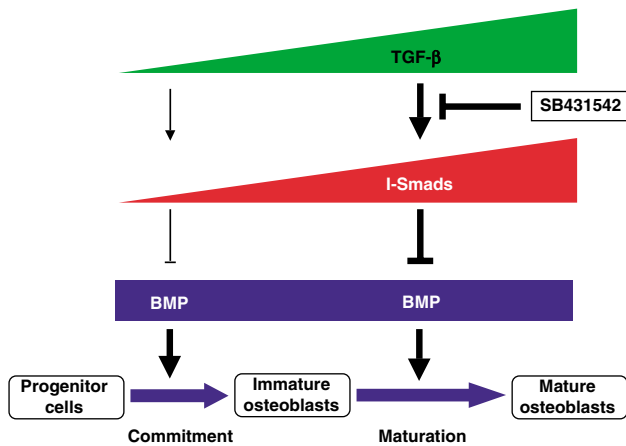 TGF-β
SB431542
I-Smads
BMP
BMP
Progenitor
cells
Immature
osteoblasts
Mature
osteoblasts
Commitment
Maturation